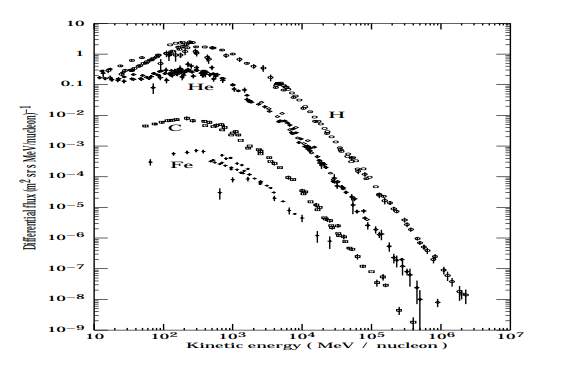 10
1
0.1
10−2
10−3
10−4
10−5
10−6
10−7
10−8
10−9
Differential flux (m2 sr s MeV/nucleon)−1
H
He
C
Fe
10 102 103 104 105 106 107
Kinetic energy ( MeV / nucleon )